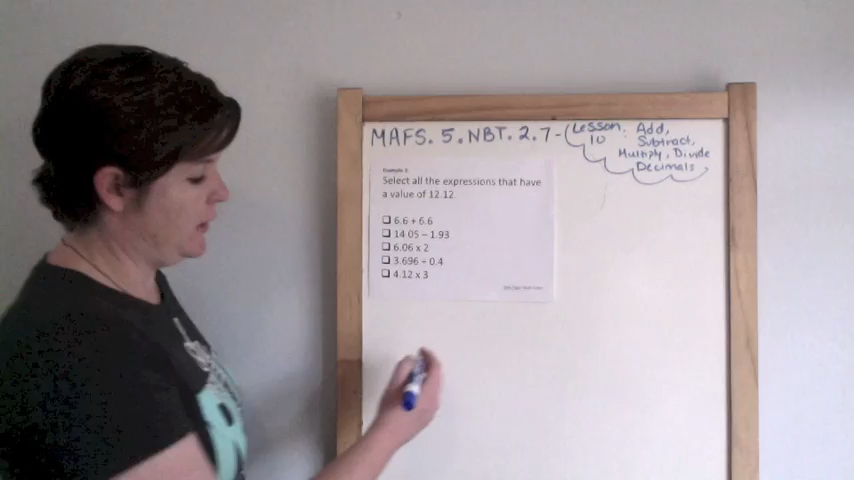 MAFS. 5.NBT. 2.7 - Lesson 10
Add,
Subtract,
Multiply, Divide
Decimals
Example 2:
Select all the expressions that have
a value of 12.12.
6.6 + 6.6
14.05 – 1.93
6.06 x 2
3.696 ÷ 0.4
4.12 x 3